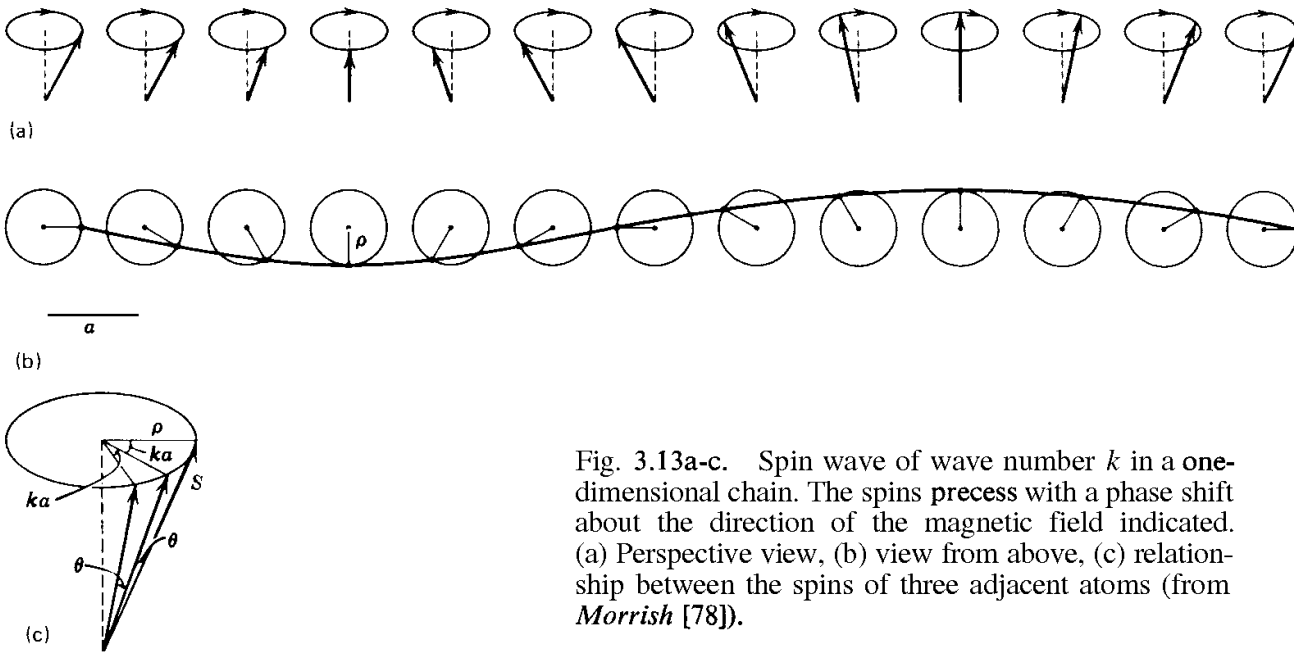 (a)
ρ
a
(b)
ρ
ka
ka
S
θ
θ
(c)
Fig. 3.13a-c. Spin wave of wave number k in a one-
dimensional chain. The spins precess with a phase shift
about the direction of the magnetic field indicated.
(a) Perspective view, (b) view from above, (c) relation-
ship between the spins of three adjacent atoms (from
Morrish [78]).